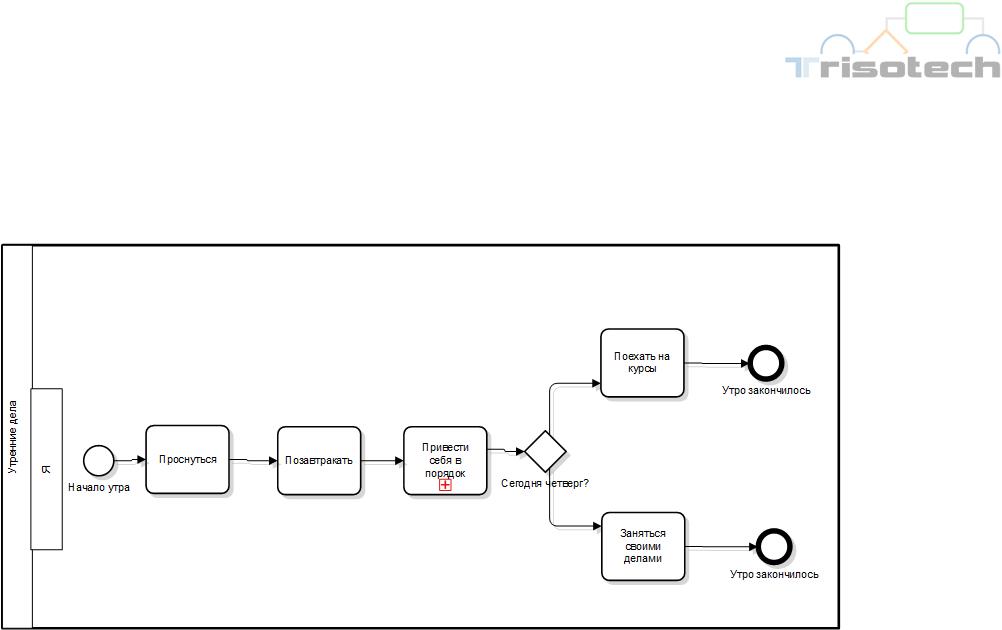 Trisotech
Утренние дела
Я
Начало утра
Проснуться
Позавтракать
Привести
себя в
порядок
Сегодня четверг?
Поехать на
курсы
Утро закончилось
Заняться
своими
делами
Утро закончилось